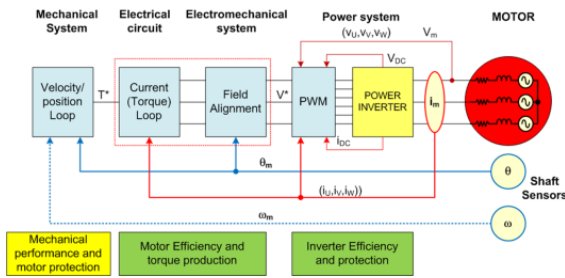 Mechanical
System
Electrical
circuit
Electromechanical
system
Power system
MOTOR
(vU,vV,vW)
Vm
VDC
Velocity/
position
Loop
T*
Current
(Torque)
Loop
Field
Alignment
V*
PWM
POWER
INVERTER
im
iDC
θm
θ
(iU,iV,iW))
Shaft
Sensors
ωm
ω
Mechanical
performance and
motor protection
Motor Efficiency and
torque production
Inverter Efficiency
and protection